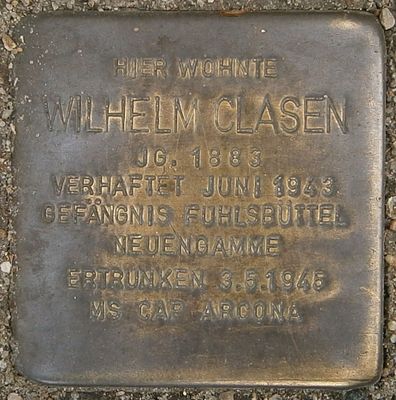 HIER WOHNTE
WILHELM CLASEN
JG. 1883
VERHAFTET JUNI 1943
GEFÄNGNIS FUHLSBÜTTEL
NEUENGAMME
ERTRUNKEN 3.5.1945
MS CAP ARCONA